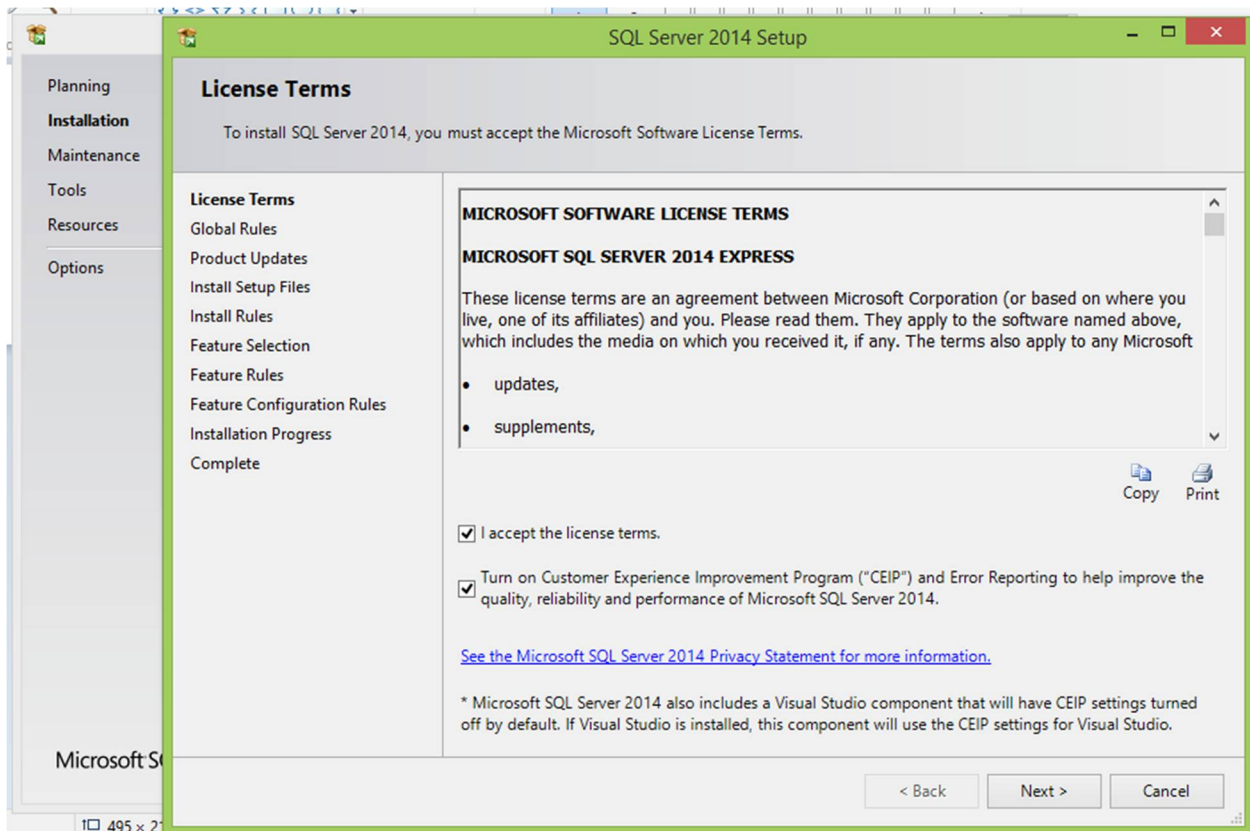 SQL Server 2014 Setup
Planning
Installation
Maintenance
Tools
Resources
Options
Microsoft
License Terms
To install SQL Server 2014, you must accept the Microsoft Software License Terms.
License Terms
Global Rules
Product Updates
Install Setup Files
Install Rules
Feature Selection
Feature Rules
Feature Configuration Rules
Installation Progress
Complete
MICROSOFT SOFTWARE LICENSE TERMS
MICROSOFT SQL SERVER 2014 EXPRESS
These license terms are an agreement between Microsoft Corporation (or based on where you
live, one of its affiliates) and you. Please read them. They apply to the software named above,
which includes the media on which you received it, if any. The terms also apply to any Microsoft
• updates,
• supplements,
Copy Print
I accept the license terms.
Turn on Customer Experience Improvement Program ("CEIP") and Error Reporting to help improve the
quality, reliability and performance of Microsoft SQL Server 2014.
See the Microsoft SQL Server 2014 Privacy Statement for more information.
* Microsoft SQL Server 2014 also includes a Visual Studio component that will have CEIP settings turned
off by default. If Visual Studio is installed, this component will use the CEIP settings for Visual Studio.
< Back Next > Cancel
495 ×